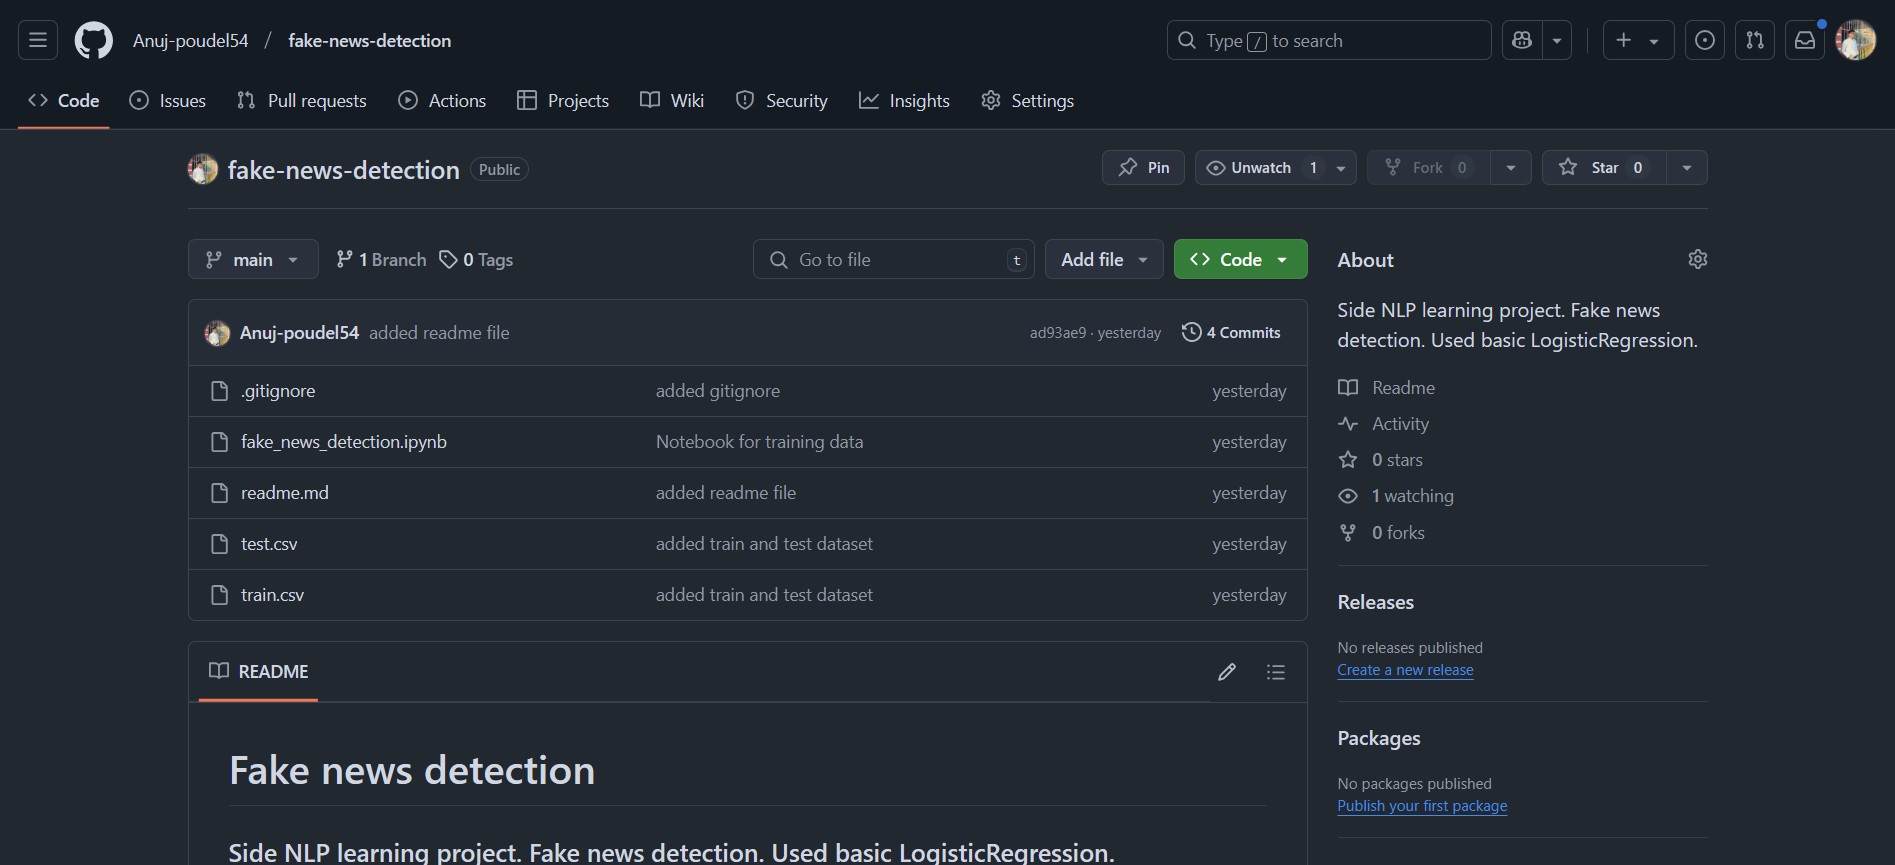 Anuj-poudel54 / fake-news-detection
Type / to search
Code Issues Pull requests Actions Projects Wiki Security Insights Settings
fake-news-detection Public
Pin Unwatch 1 Fork 0 Star 0
main 1 Branch 0 Tags
Go to file t Add file Code
Anuj-poudel54 added readme file ad93ae9 · yesterday 4 Commits
.gitignore added gitignore yesterday
fake_news_detection.ipynb Notebook for training data yesterday
readme.md added readme file yesterday
test.csv added train and test dataset yesterday
train.csv added train and test dataset yesterday
README
Fake news detection
Side NLP learning project. Fake news detection. Used basic LogisticRegression.
About
Side NLP learning project. Fake news
detection. Used basic LogisticRegression.
Readme
Activity
0 stars
1 watching
0 forks
Releases
No releases published
Create a new release
Packages
No packages published
Publish your first package